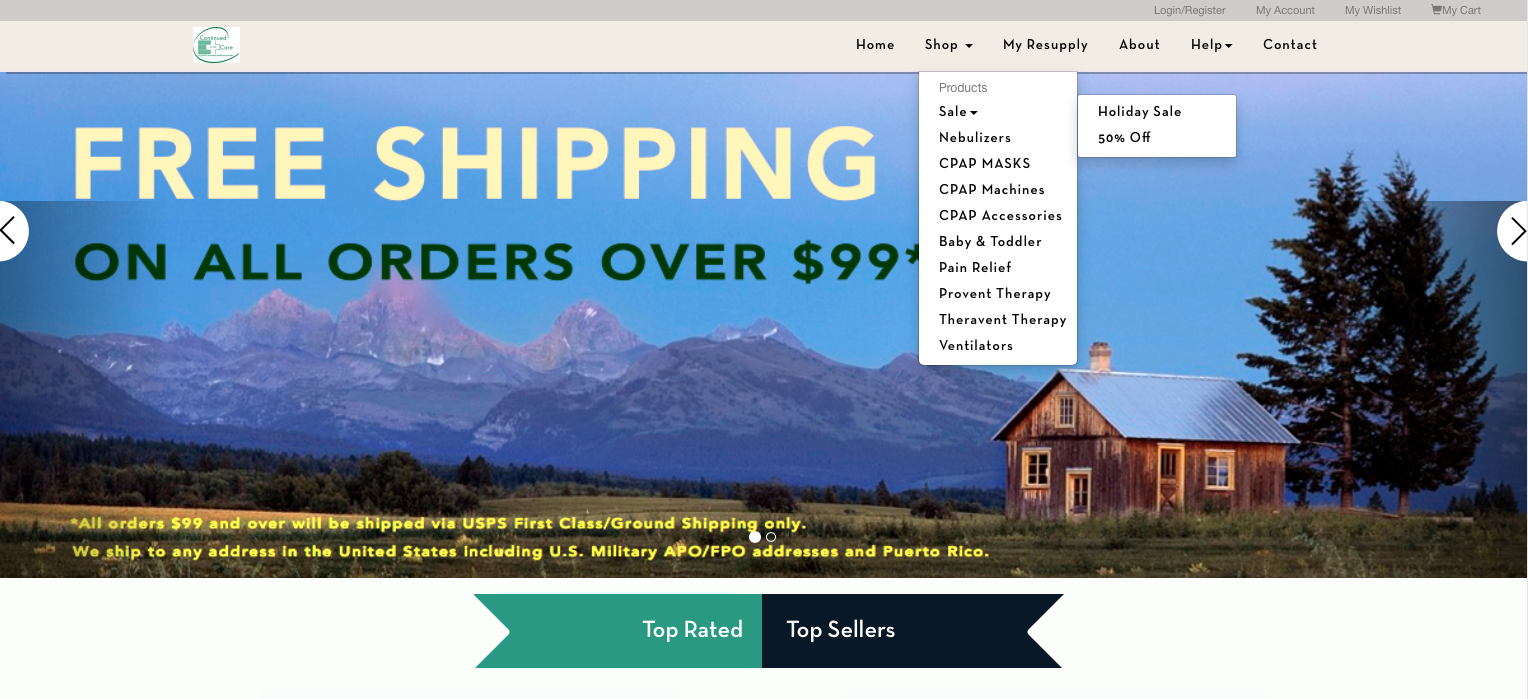 Login/Register My Account My Wishlist My Cart
Continued
Care
Home Shop My Resupply About Help Contact
Products
Sale
Holiday Sale
Nebulizers
50% Off
CPAP MASKS
CPAP Machines
CPAP Accessories
Baby & Toddler
Pain Relief
Provent Therapy
Theravent Therapy
Ventilators
FREE SHIPPING
ON ALL ORDERS OVER $99*
*All orders $99 and over will be shipped via USPS First Class/Ground Shipping only.
We ship to any address in the United States including U.S. Military APO/FPO addresses and Puerto Rico.
Top Rated Top Sellers